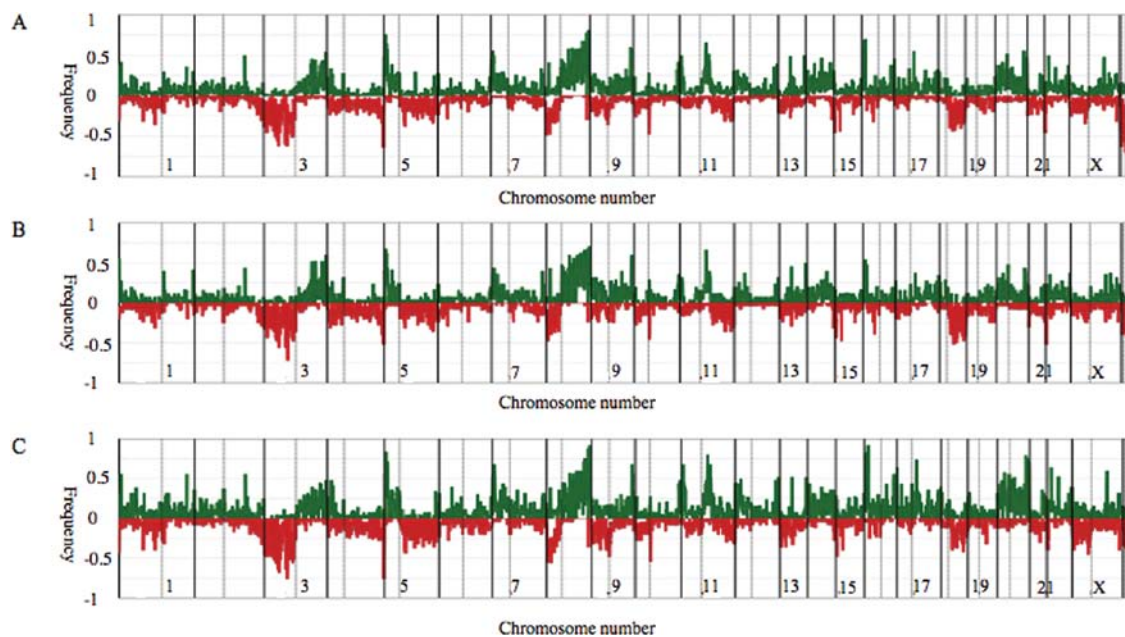 A
1
0.5
0
-0.5
-1
Frequency
1 3 5 ,7 ,9 ,11 13 ,15 ,17 ,19 21 ,X
Chromosome number
B
1
0.5
0
-0.5
-1
Frequency
1 3 5 ,7 ,9 ,11 13 ,15 ,17 ,19 21 ,X
Chromosome number
C
1
0.5
0
-0.5
-1
Frequency
1 3 5 ,7 ,9 ,11 13 ,15 ,17 ,19 21 ,X
Chromosome number